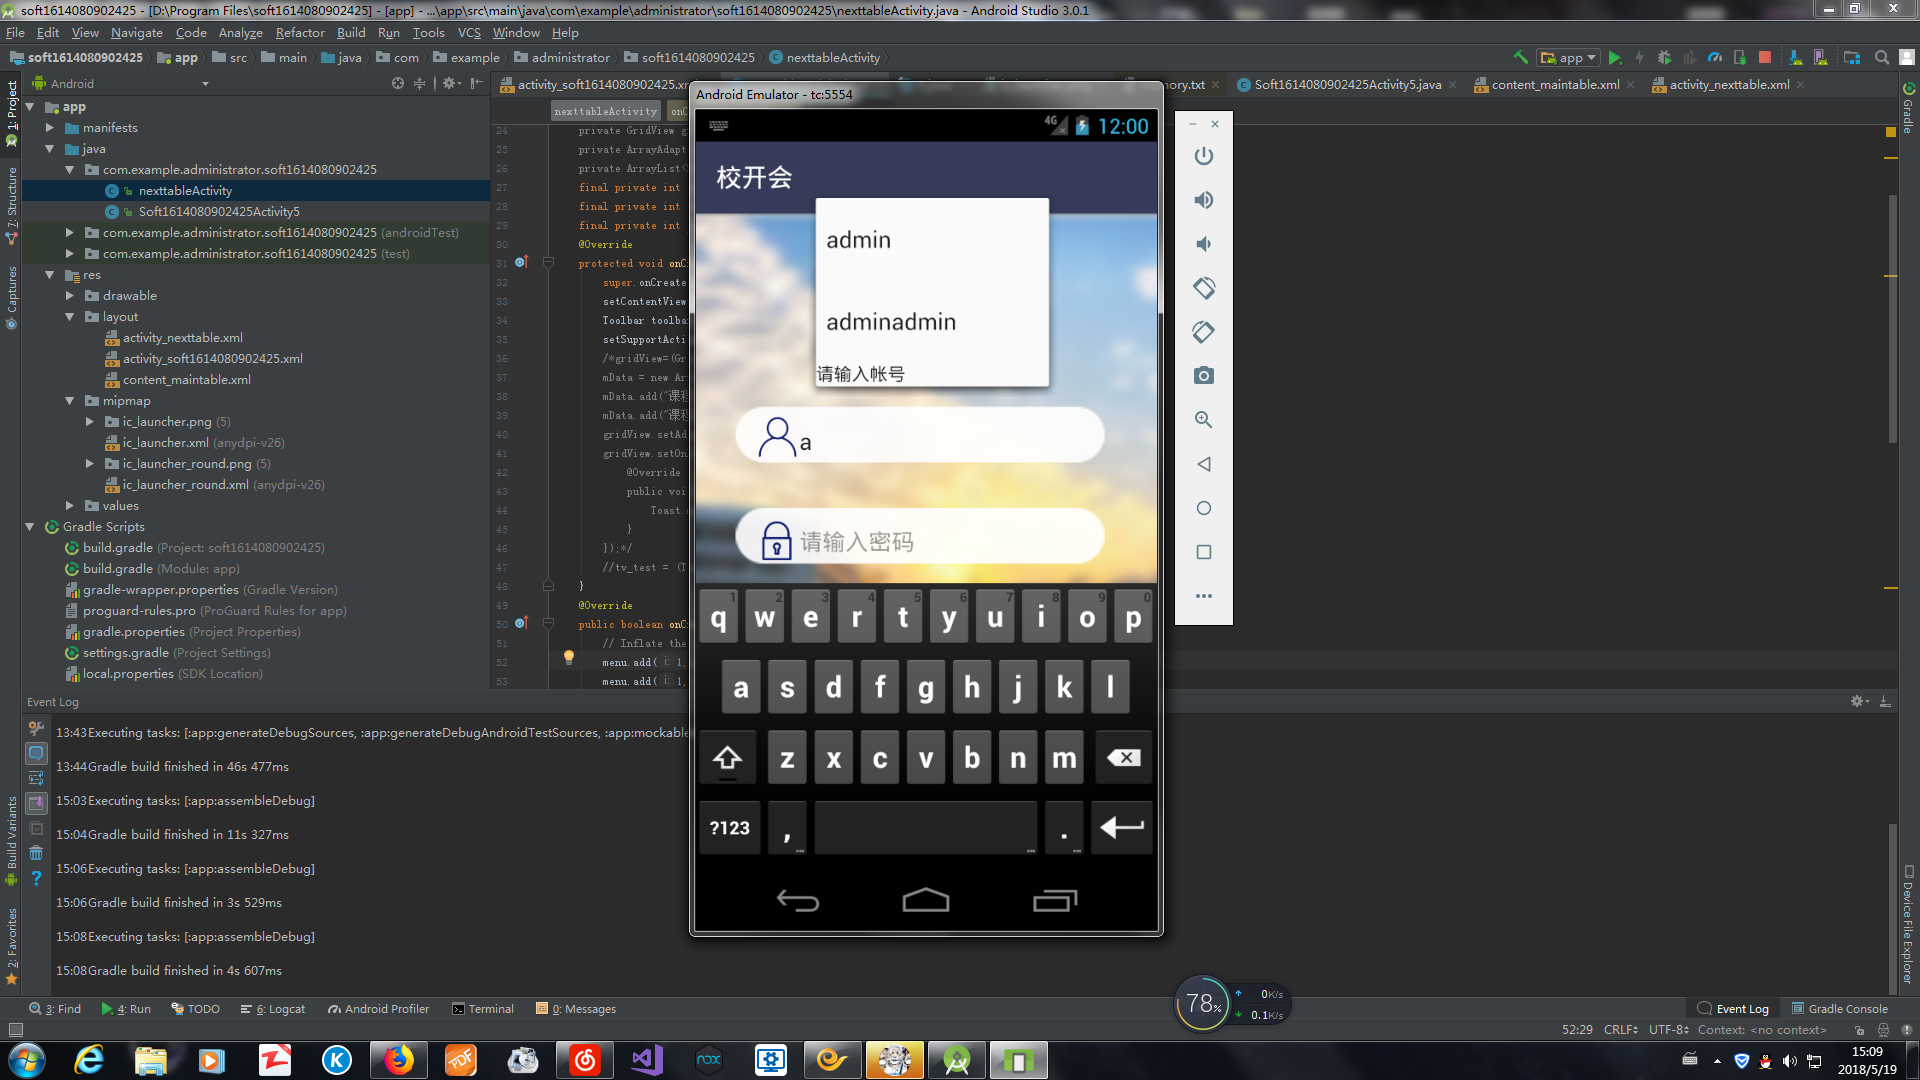 soft1614080902425 - [D:\Program Files\soft1614080902425] - [app] - ...\app\src\main\java\com\example\administrator\soft1614080902425\nexttableActivity.java - Android Studio 3.0.1
File Edit View Navigate Code Analyze Refactor Build Run Tools VCS Window Help
soft1614080902425 app src main java com example administrator soft1614080902425 nexttableActivity
app
Android
activity_soft1614080902425.x
mory.txt
Soft1614080902425Activity5.java
content_maintable.xml
activity_nexttable.xml
1: Project
7: Structure
Captures
Build Variants
2: Favorites
Gradle
Device File Explorer
app
manifests
java
com.example.administrator.soft1614080902425
nexttableActivity
Soft1614080902425Activity5
com.example.administrator.soft1614080902425 (androidTest)
com.example.administrator.soft1614080902425 (test)
res
drawable
layout
activity_nexttable.xml
activity_soft1614080902425.xml
content_maintable.xml
mipmap
ic_launcher.png (5)
ic_launcher.xml (anydpi-v26)
ic_launcher_round.png (5)
ic_launcher_round.xml (anydpi-v26)
values
Gradle Scripts
build.gradle (Project: soft1614080902425)
build.gradle (Module: app)
gradle-wrapper.properties (Gradle Version)
proguard-rules.pro (ProGuard Rules for app)
gradle.properties (Project Properties)
settings.gradle (Project Settings)
local.properties (SDK Location)
nexttableActivity
24 private GridView g
25 private ArrayAdapt
26 private ArrayList<
27 final private int
28 final private int
29 final private int
30 @Override
31 protected void onC
32 super.onCreate
33 setContentView
34 Toolbar toolba
35 setSupportActi
36 /*gridView=(Gr
37 mData = new Ar
38 mData.add("课程
39 mData.add("课程
40 gridView.setAd
41 gridView.setOn
42 @Override
43 public voi
44 Toast.
45 }
46 });*/
47 //tv_test = (T
48 }
49 @Override
50 public boolean onC
51 // Inflate the
52 menu.add( i: 1,
53 menu.add( i: 1,
Android Emulator - tc:5554
4G 12:00
校开会
admin
adminadmin
请输入帐号
a
请输入密码
1 2 3 4 5 6 7 8 9 0
q w e r t y u i o p
a s d f g h j k l
z x c v b n m
?123 , .
Event Log
13:43 Executing tasks: [:app:generateDebugSources, :app:generateDebugAndroidTestSources, :app:mockable
13:44 Gradle build finished in 46s 477ms
15:03 Executing tasks: [:app:assembleDebug]
15:04 Gradle build finished in 11s 327ms
15:06 Executing tasks: [:app:assembleDebug]
15:06 Gradle build finished in 3s 529ms
15:08 Executing tasks: [:app:assembleDebug]
15:08 Gradle build finished in 4s 607ms
78%
0K/s
0.1K/s
3: Find 4: Run TODO 6: Logcat Android Profiler Terminal 0: Messages Event Log Gradle Console
52:29 CRLF UTF-8 Context: <no context>
PDF
nox
15:09
2018/5/19